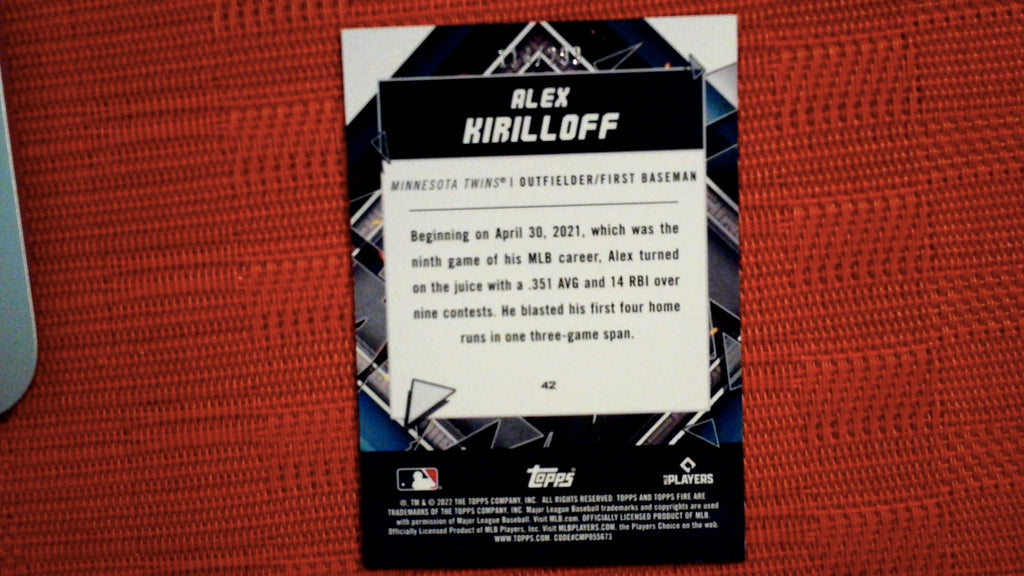 ALEX
KIRILLOFF
MINNESOTA TWINS® | OUTFIELDER/FIRST BASEMAN
Beginning on April 30, 2021, which was the
ninth game of his MLB career, Alex turned
on the juice with a .351 AVG and 14 RBI over
nine contests. He blasted his first four home
runs in one three-game span.
42
Topps® MLB PLAYERS
®, TM & © 2022 THE TOPPS COMPANY, INC. ALL RIGHTS RESERVED. TOPPS AND TOPPS FIRE ARE
TRADEMARKS OF THE TOPPS COMPANY, INC. Major League Baseball trademarks and copyrights are used
with permission of Major League Baseball. Visit MLB.com. OFFICIALLY LICENSED PRODUCT OF MLB
Officially Licensed Product of MLB Players, Inc. Visit MLBPLAYERS.COM, the Players Choice on the web.
WWW.TOPPS.COM. CODE#CMP055673